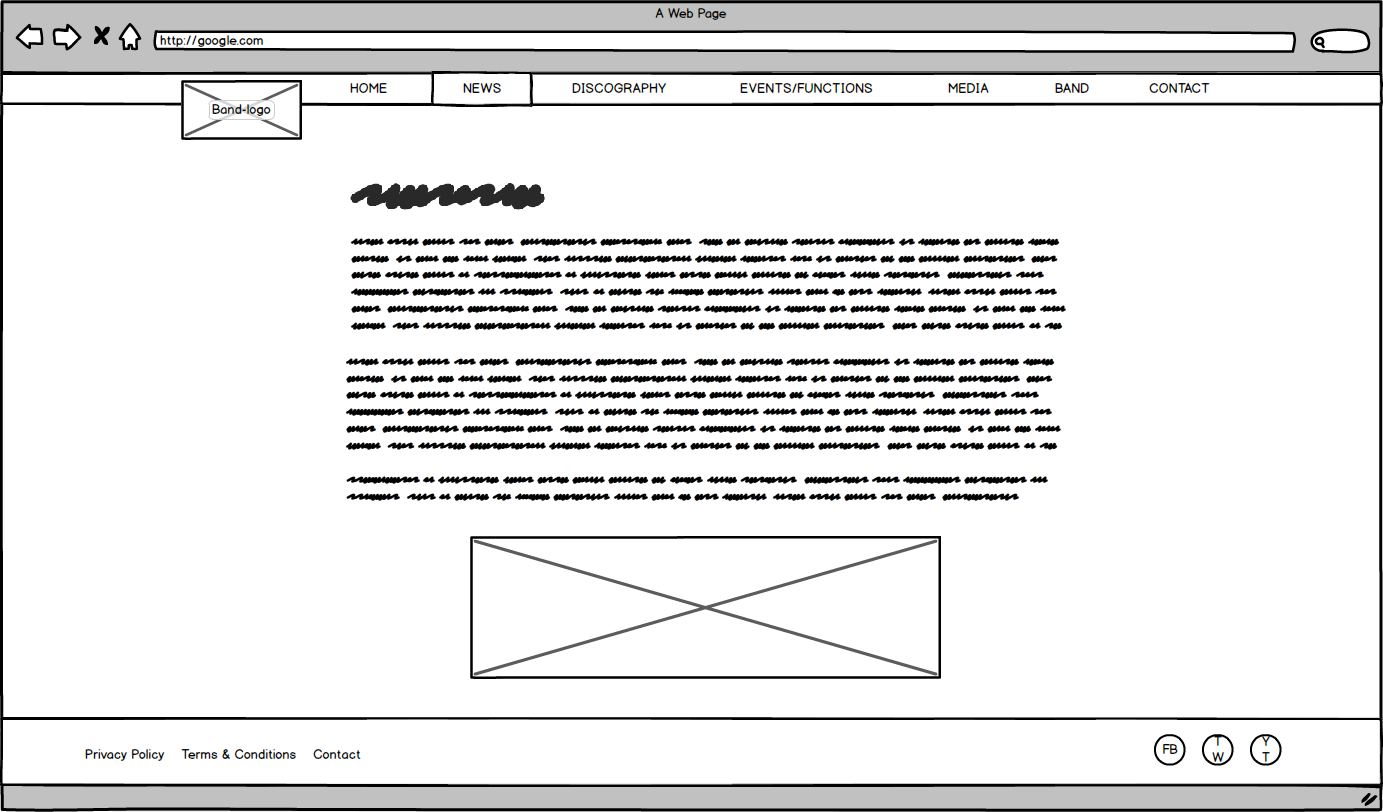 A Web Page
http://google.com
HOME NEWS DISCOGRAPHY EVENTS/FUNCTIONS MEDIA BAND CONTACT
Band-logo
Privacy Policy Terms & Conditions Contact
FB
T
W
Y
T